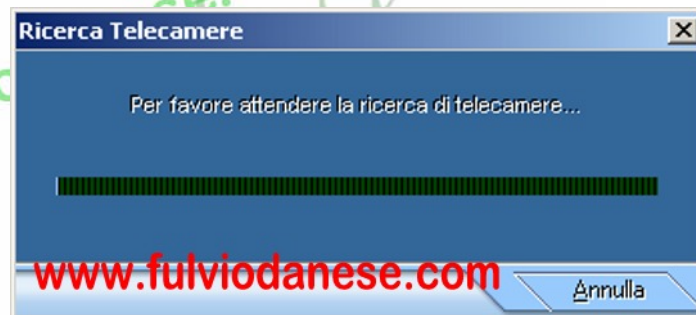 Ricerca Telecamere
Per favore attendere la ricerca di telecamere...
www.fulviodanese.com
Annulla